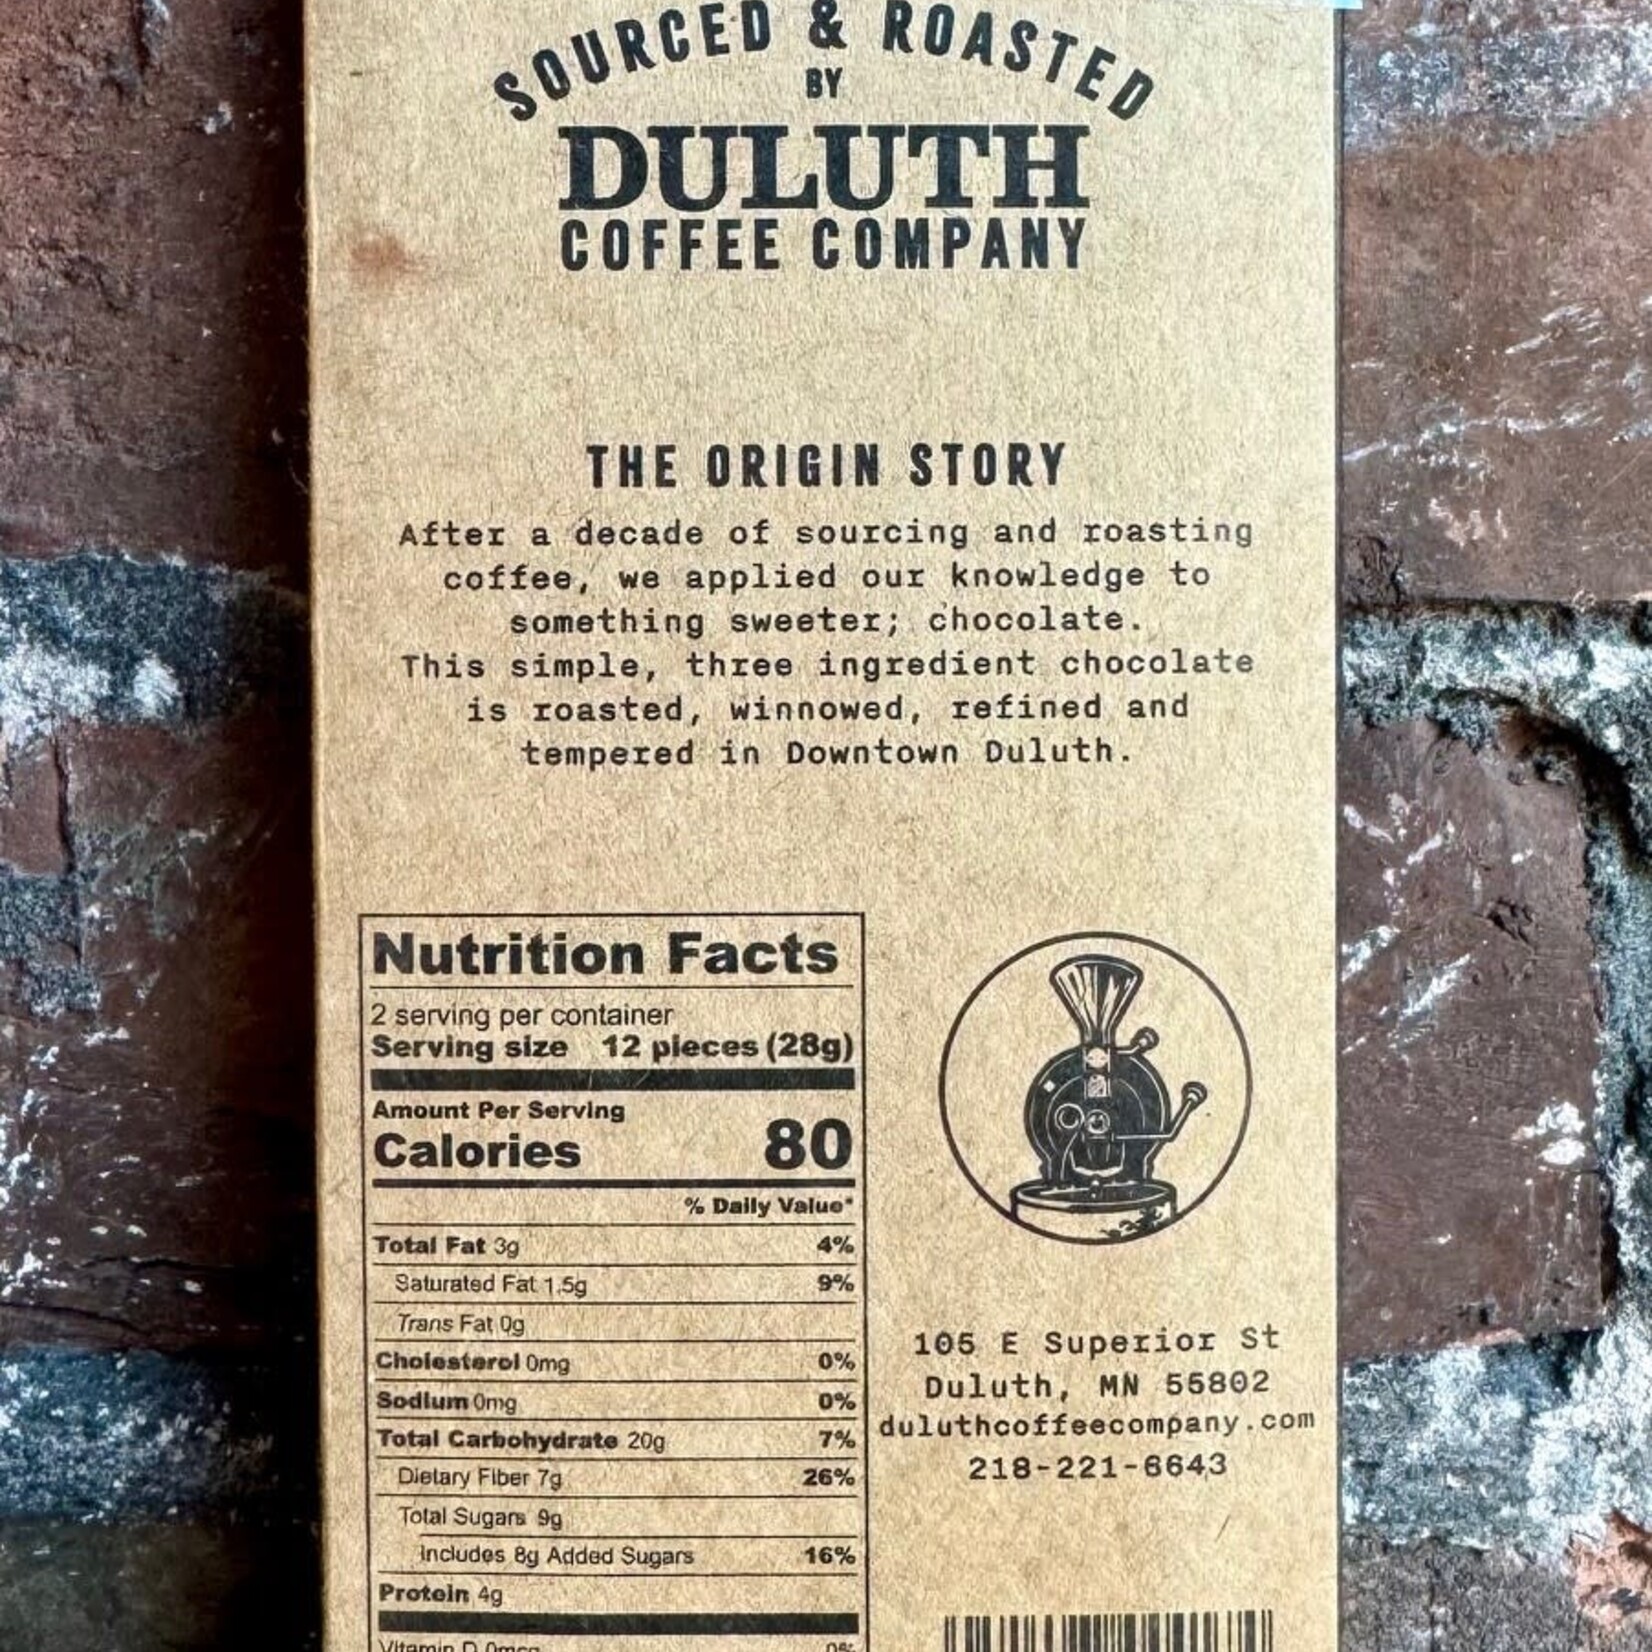 SOURCED & ROASTED
BY
DULUTH
COFFEE COMPANY
THE ORIGIN STORY
After a decade of sourcing and roasting
coffee, we applied our knowledge to
something sweeter; chocolate.
This simple, three ingredient chocolate
is roasted, winnowed, refined and
tempered in Downtown Duluth.
Nutrition Facts
2 serving per container
Serving size 12 pieces (28g)
Amount Per Serving
Calories 80
% Daily Value*
Total Fat 3g 4%
Saturated Fat 1.5g 9%
Trans Fat 0g
Cholesterol 0mg 0%
Sodium 0mg 0%
Total Carbohydrate 20g 7%
Dietary Fiber 7g 26%
Total Sugars 9g
Includes 8g Added Sugars 16%
Protein 4g
Vitamin D 0mcg 0%
105 E Superior St
Duluth, MN 55802
duluthcoffeecompany.com
218-221-6643